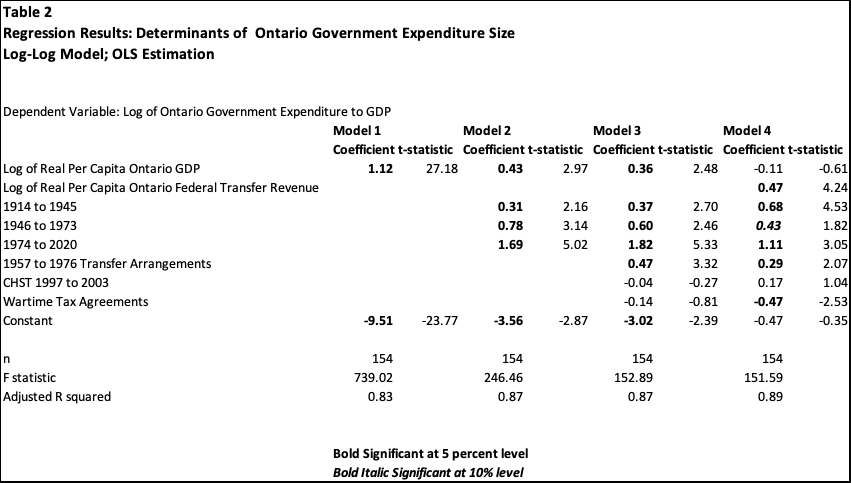 Table 2
Regression Results: Determinants of Ontario Government Expenditure Size
Log-Log Model; OLS Estimation
Dependent Variable: Log of Ontario Government Expenditure to GDP
Model 1 Model 2 Model 3 Model 4
Coefficient t-statistic Coefficient t-statistic Coefficient t-statistic Coefficient t-statistic
Log of Real Per Capita Ontario GDP 1.12 27.18 0.43 2.97 0.36 2.48 -0.11 -0.61
Log of Real Per Capita Ontario Federal Transfer Revenue 0.47 4.24
1914 to 1945 0.31 2.16 0.37 2.70 0.68 4.53
1946 to 1973 0.78 3.14 0.60 2.46 0.43 1.82
1974 to 2020 1.69 5.02 1.82 5.33 1.11 3.05
1957 to 1976 Transfer Arrangements 0.47 3.32 0.29 2.07
CHST 1997 to 2003 -0.04 -0.27 0.17 1.04
Wartime Tax Agreements -0.14 -0.81 -0.47 -2.53
Constant -9.51 -23.77 -3.56 -2.87 -3.02 -2.39 -0.47 -0.35
n 154 154 154 154
F statistic 739.02 246.46 152.89 151.59
Adjusted R squared 0.83 0.87 0.87 0.89
Bold Significant at 5 percent level
Bold Italic Significant at 10% level